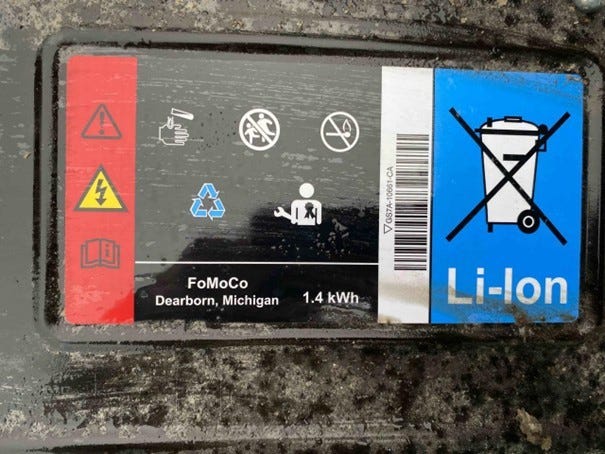 FoMoCo
Dearborn, Michigan
1.4 kWh
GS7A-10661-CA
Li-Ion